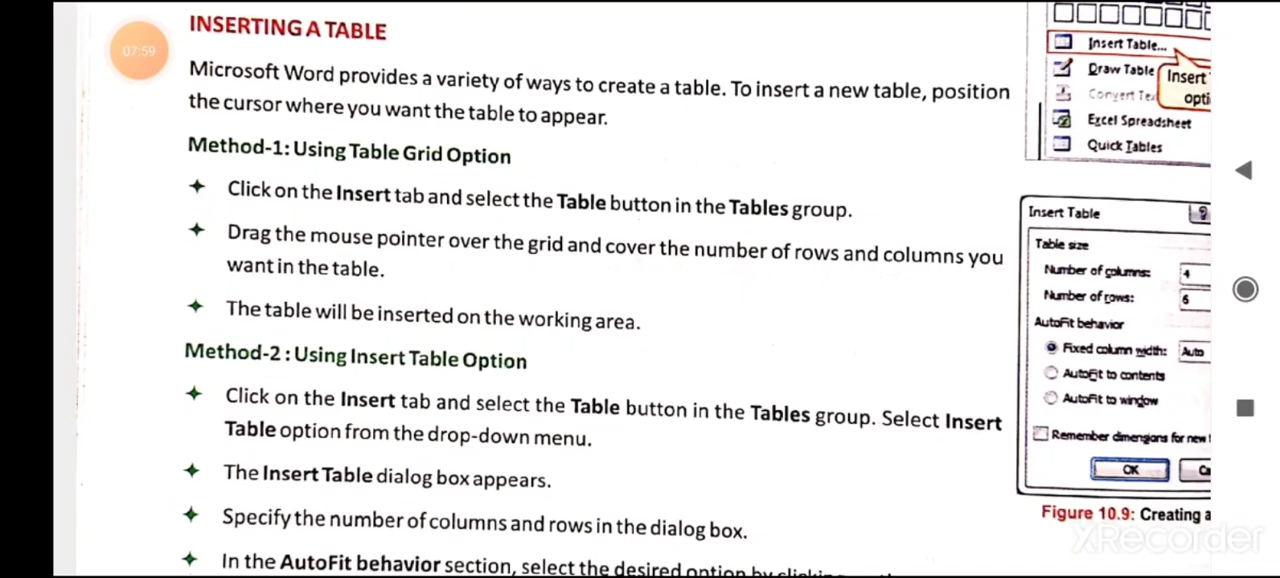 INSERTING A TABLE
07:59
Microsoft Word provides a variety of ways to create a table. To insert a new table, position
the cursor where you want the table to appear.
Method-1: Using Table Grid Option
Click on the Insert tab and select the Table button in the Tables group.
Drag the mouse pointer over the grid and cover the number of rows and columns you
want in the table.
The table will be inserted on the working area.
Method-2 : Using Insert Table Option
Click on the Insert tab and select the Table button in the Tables group. Select Insert
Table option from the drop-down menu.
The Insert Table dialog box appears.
Specify the number of columns and rows in the dialog box.
In the AutoFit behavior section, select the desired option by
Insert Table...
Draw Table
Insert
Convert
Excel Spreadsheet
Quick Tables
Insert Table
?
Table size
Number of columns: 4
Number of rows: 6
AutoFit behavior
Fixed column width: Auto
AutoFit to contents
AutoFit to window
Remember dimensions for new
OK
Figure 10.9: Creating a
XRecorder